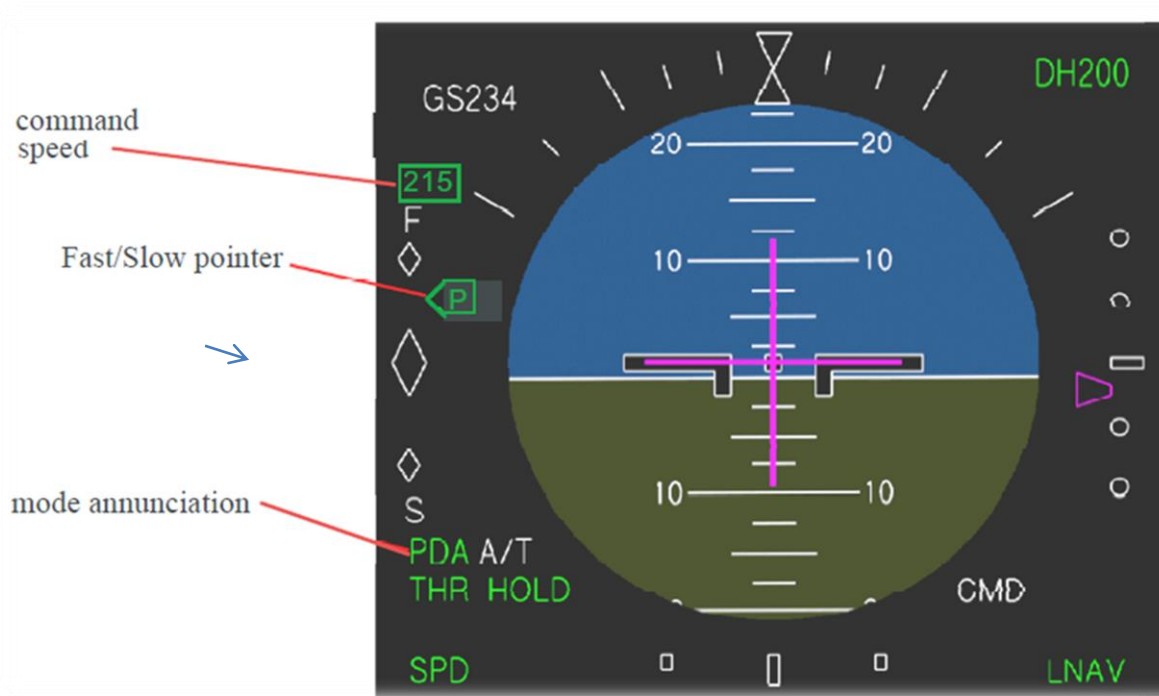 GS234
DH200
command
speed
215
F
20 20
Fast/Slow pointer
P
10 10
10 10
mode annunciation
S
PDA A/T
THR HOLD
CMD
SPD
LNAV